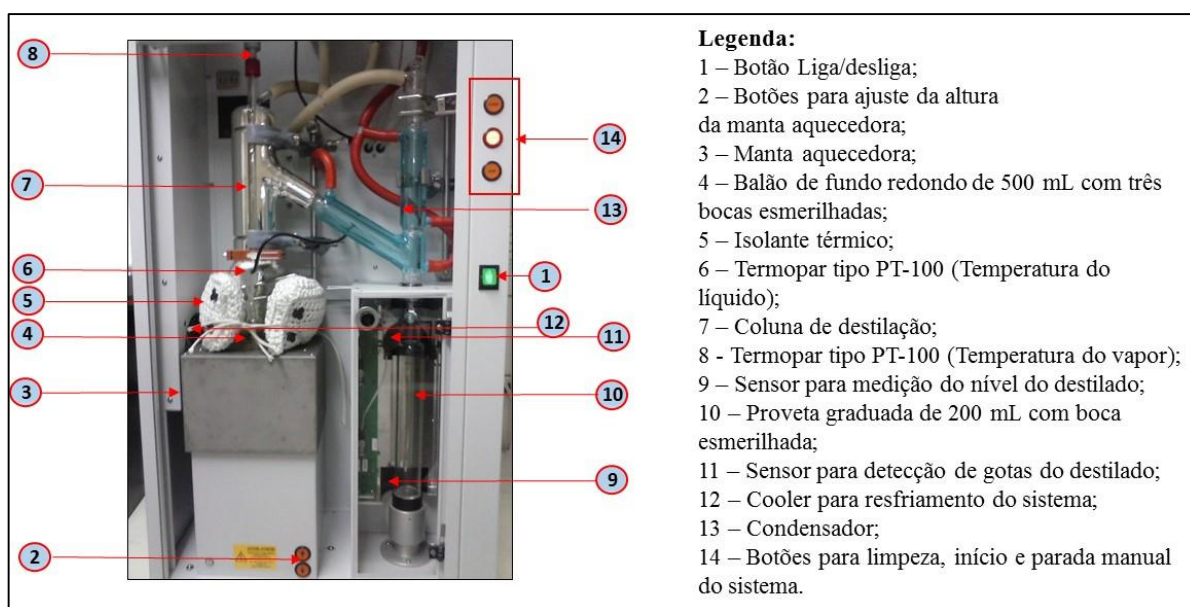 8
7
6
5
4
3
2
14
13
1
12
11
10
9
Legenda:
1 – Botão Liga/desliga;
2 – Botões para ajuste da altura
da manta aquecedora;
3 – Manta aquecedora;
4 – Balão de fundo redondo de 500 mL com três
bocas esmerilhadas;
5 – Isolante térmico;
6 – Termopar tipo PT-100 (Temperatura do
líquido);
7 – Coluna de destilação;
8 - Termopar tipo PT-100 (Temperatura do vapor);
9 – Sensor para medição do nível do destilado;
10 – Proveta graduada de 200 mL com boca
esmerilhada;
11 – Sensor para detecção de gotas do destilado;
12 – Cooler para resfriamento do sistema;
13 – Condensador;
14 – Botões para limpeza, início e parada manual
do sistema.